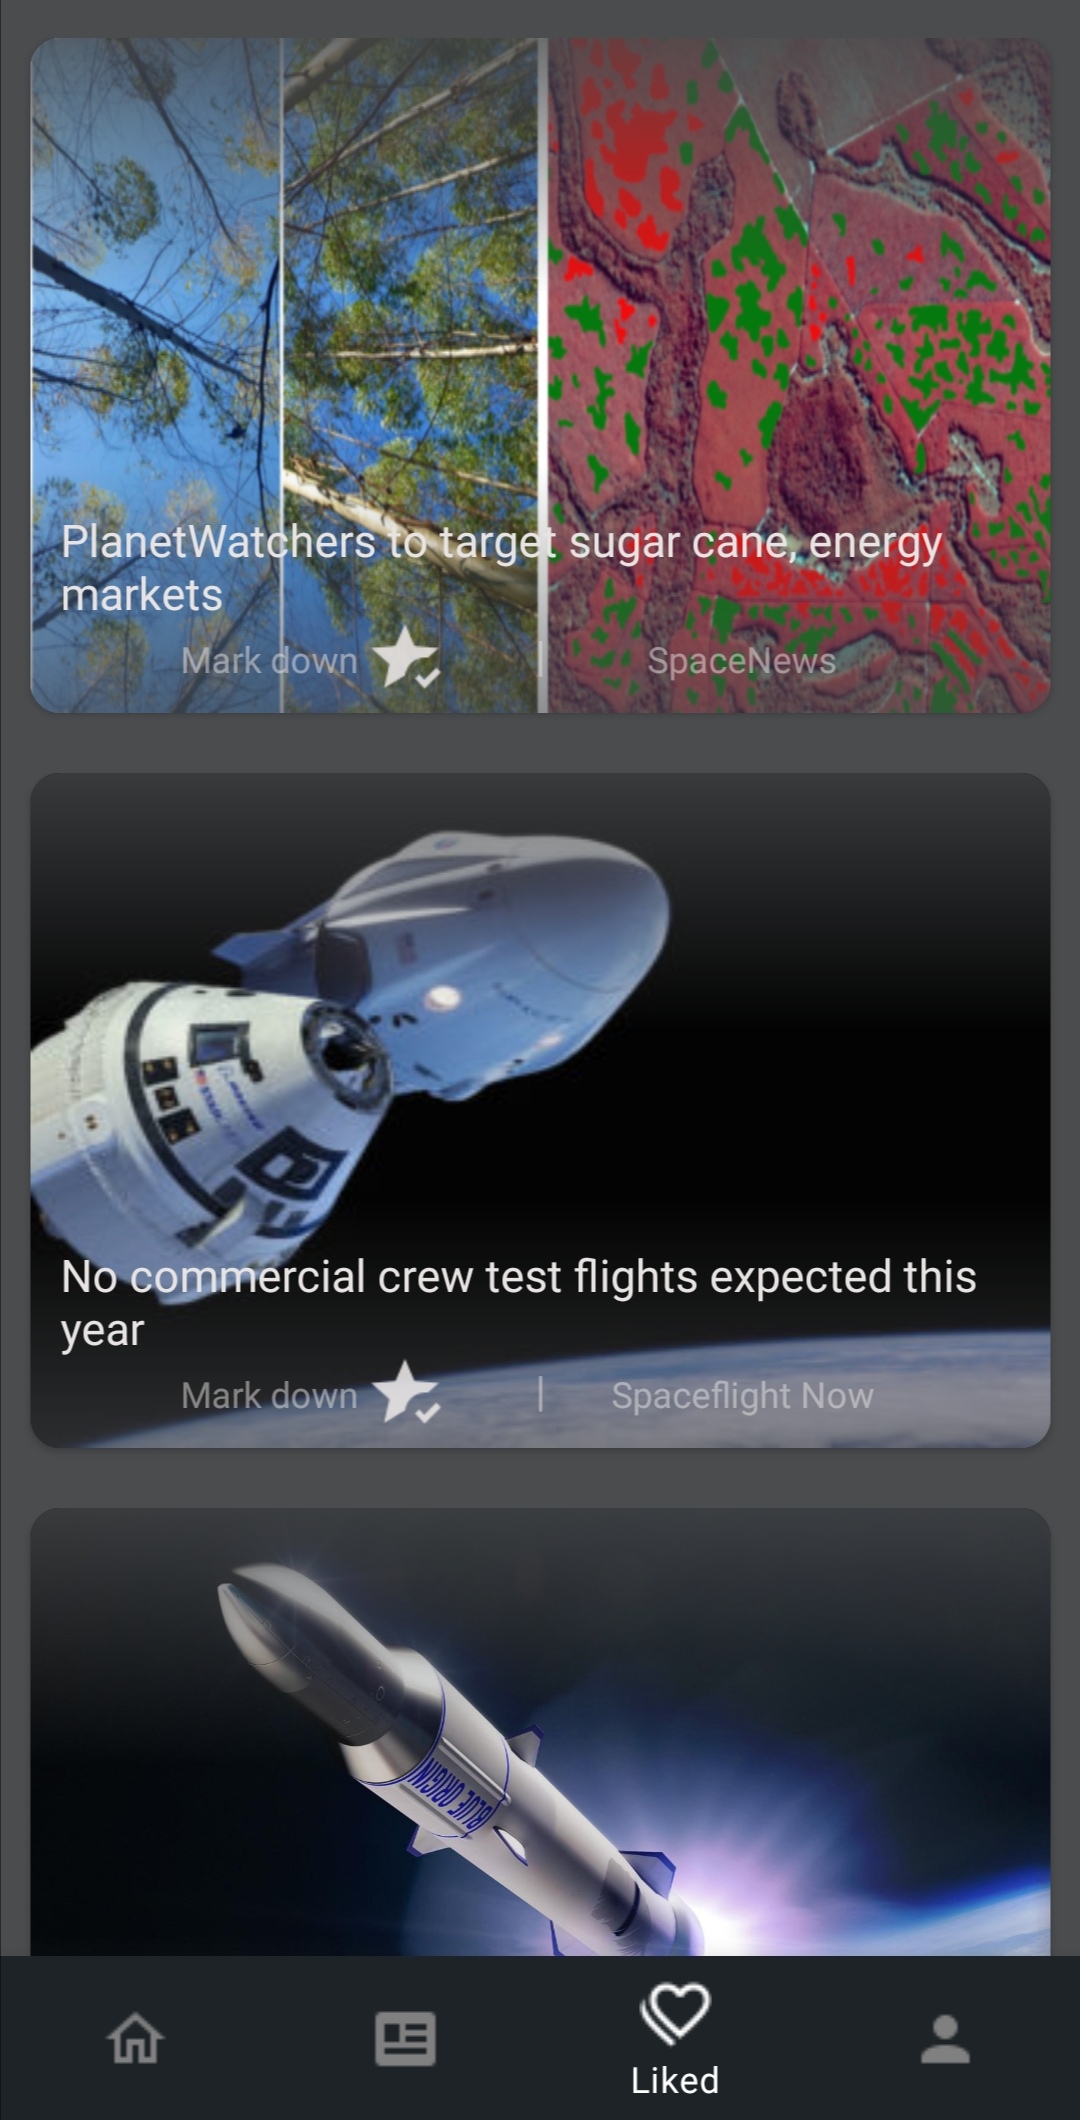 PlanetWatchers to target sugar cane, energy
markets
Mark down | SpaceNews
No commercial crew test flights expected this
year
Mark down | Spaceflight Now
BLUE ORIGIN
Liked